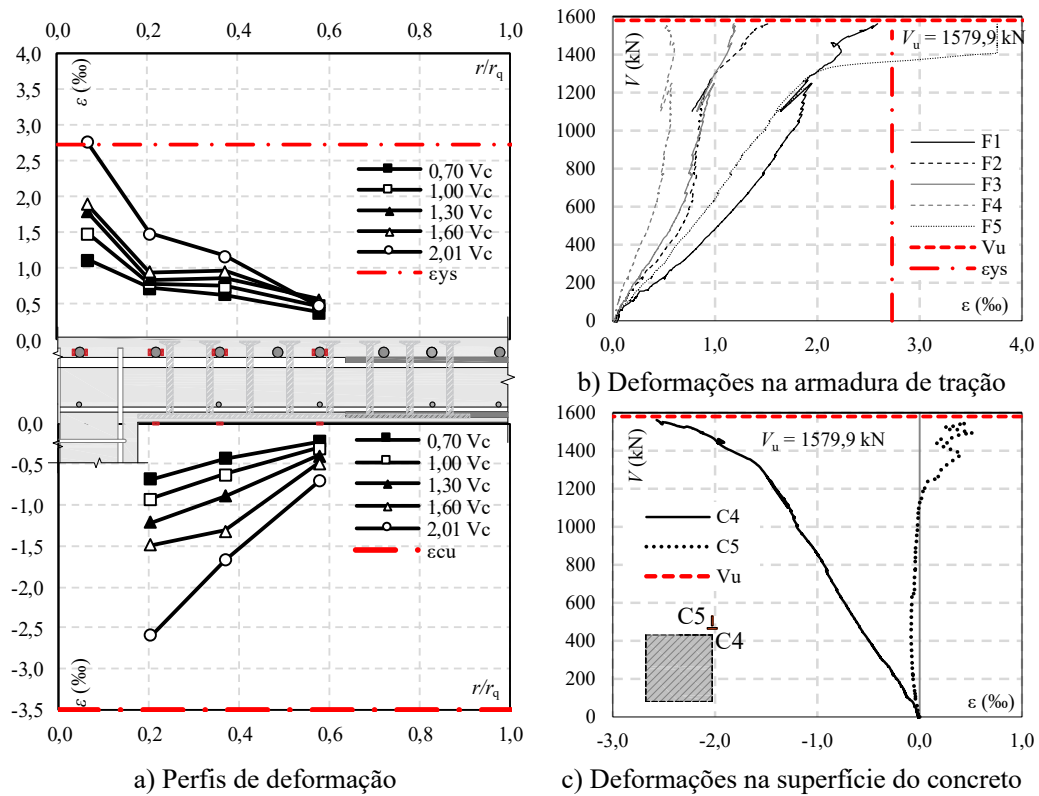 0,0 0,2 0,4 0,6 0,8 1,0
4,0
3,5
3,0
2,5
2,0
1,5
1,0
0,5
0,0
ε (‰)
r/rq
0,70 Vc
1,00 Vc
1,30 Vc
1,60 Vc
2,01 Vc
εys
0,0
-0,5
-1,0
-1,5
-2,0
-2,5
-3,0
-3,5
0,70 Vc
1,00 Vc
1,30 Vc
1,60 Vc
2,01 Vc
εcu
ε (‰)
r/rq
0,0 0,2 0,4 0,6 0,8 1,0
a) Perfis de deformação
1600
1400
1200
1000
800
600
400
200
0
V (kN)
Vu = 1579,9 kN
F1
F2
F3
F4
F5
Vu
εys
ε (‰)
0,0 1,0 2,0 3,0 4,0
b) Deformações na armadura de tração
1600
1400
1200
1000
800
600
400
200
0
V (kN)
Vu = 1579,9 kN
C4
C5
Vu
C5
C4
ε (‰)
-3,0 -2,0 -1,0 0,0 1,0
c) Deformações na superfície do concreto